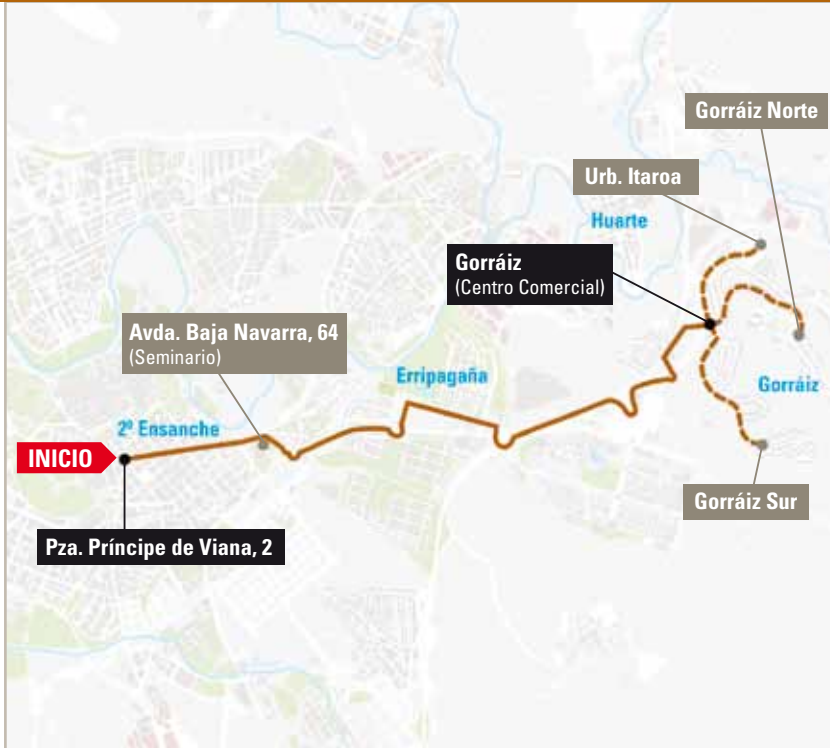 Gorráiz Norte
Urb. Itaroa
Huarte
Gorráiz
(Centro Comercial)
Avda. Baja Navarra, 64
(Seminario)
Erripagaña
Gorráiz
2º Ensanche
INICIO
Gorráiz Sur
Pza. Príncipe de Viana, 2